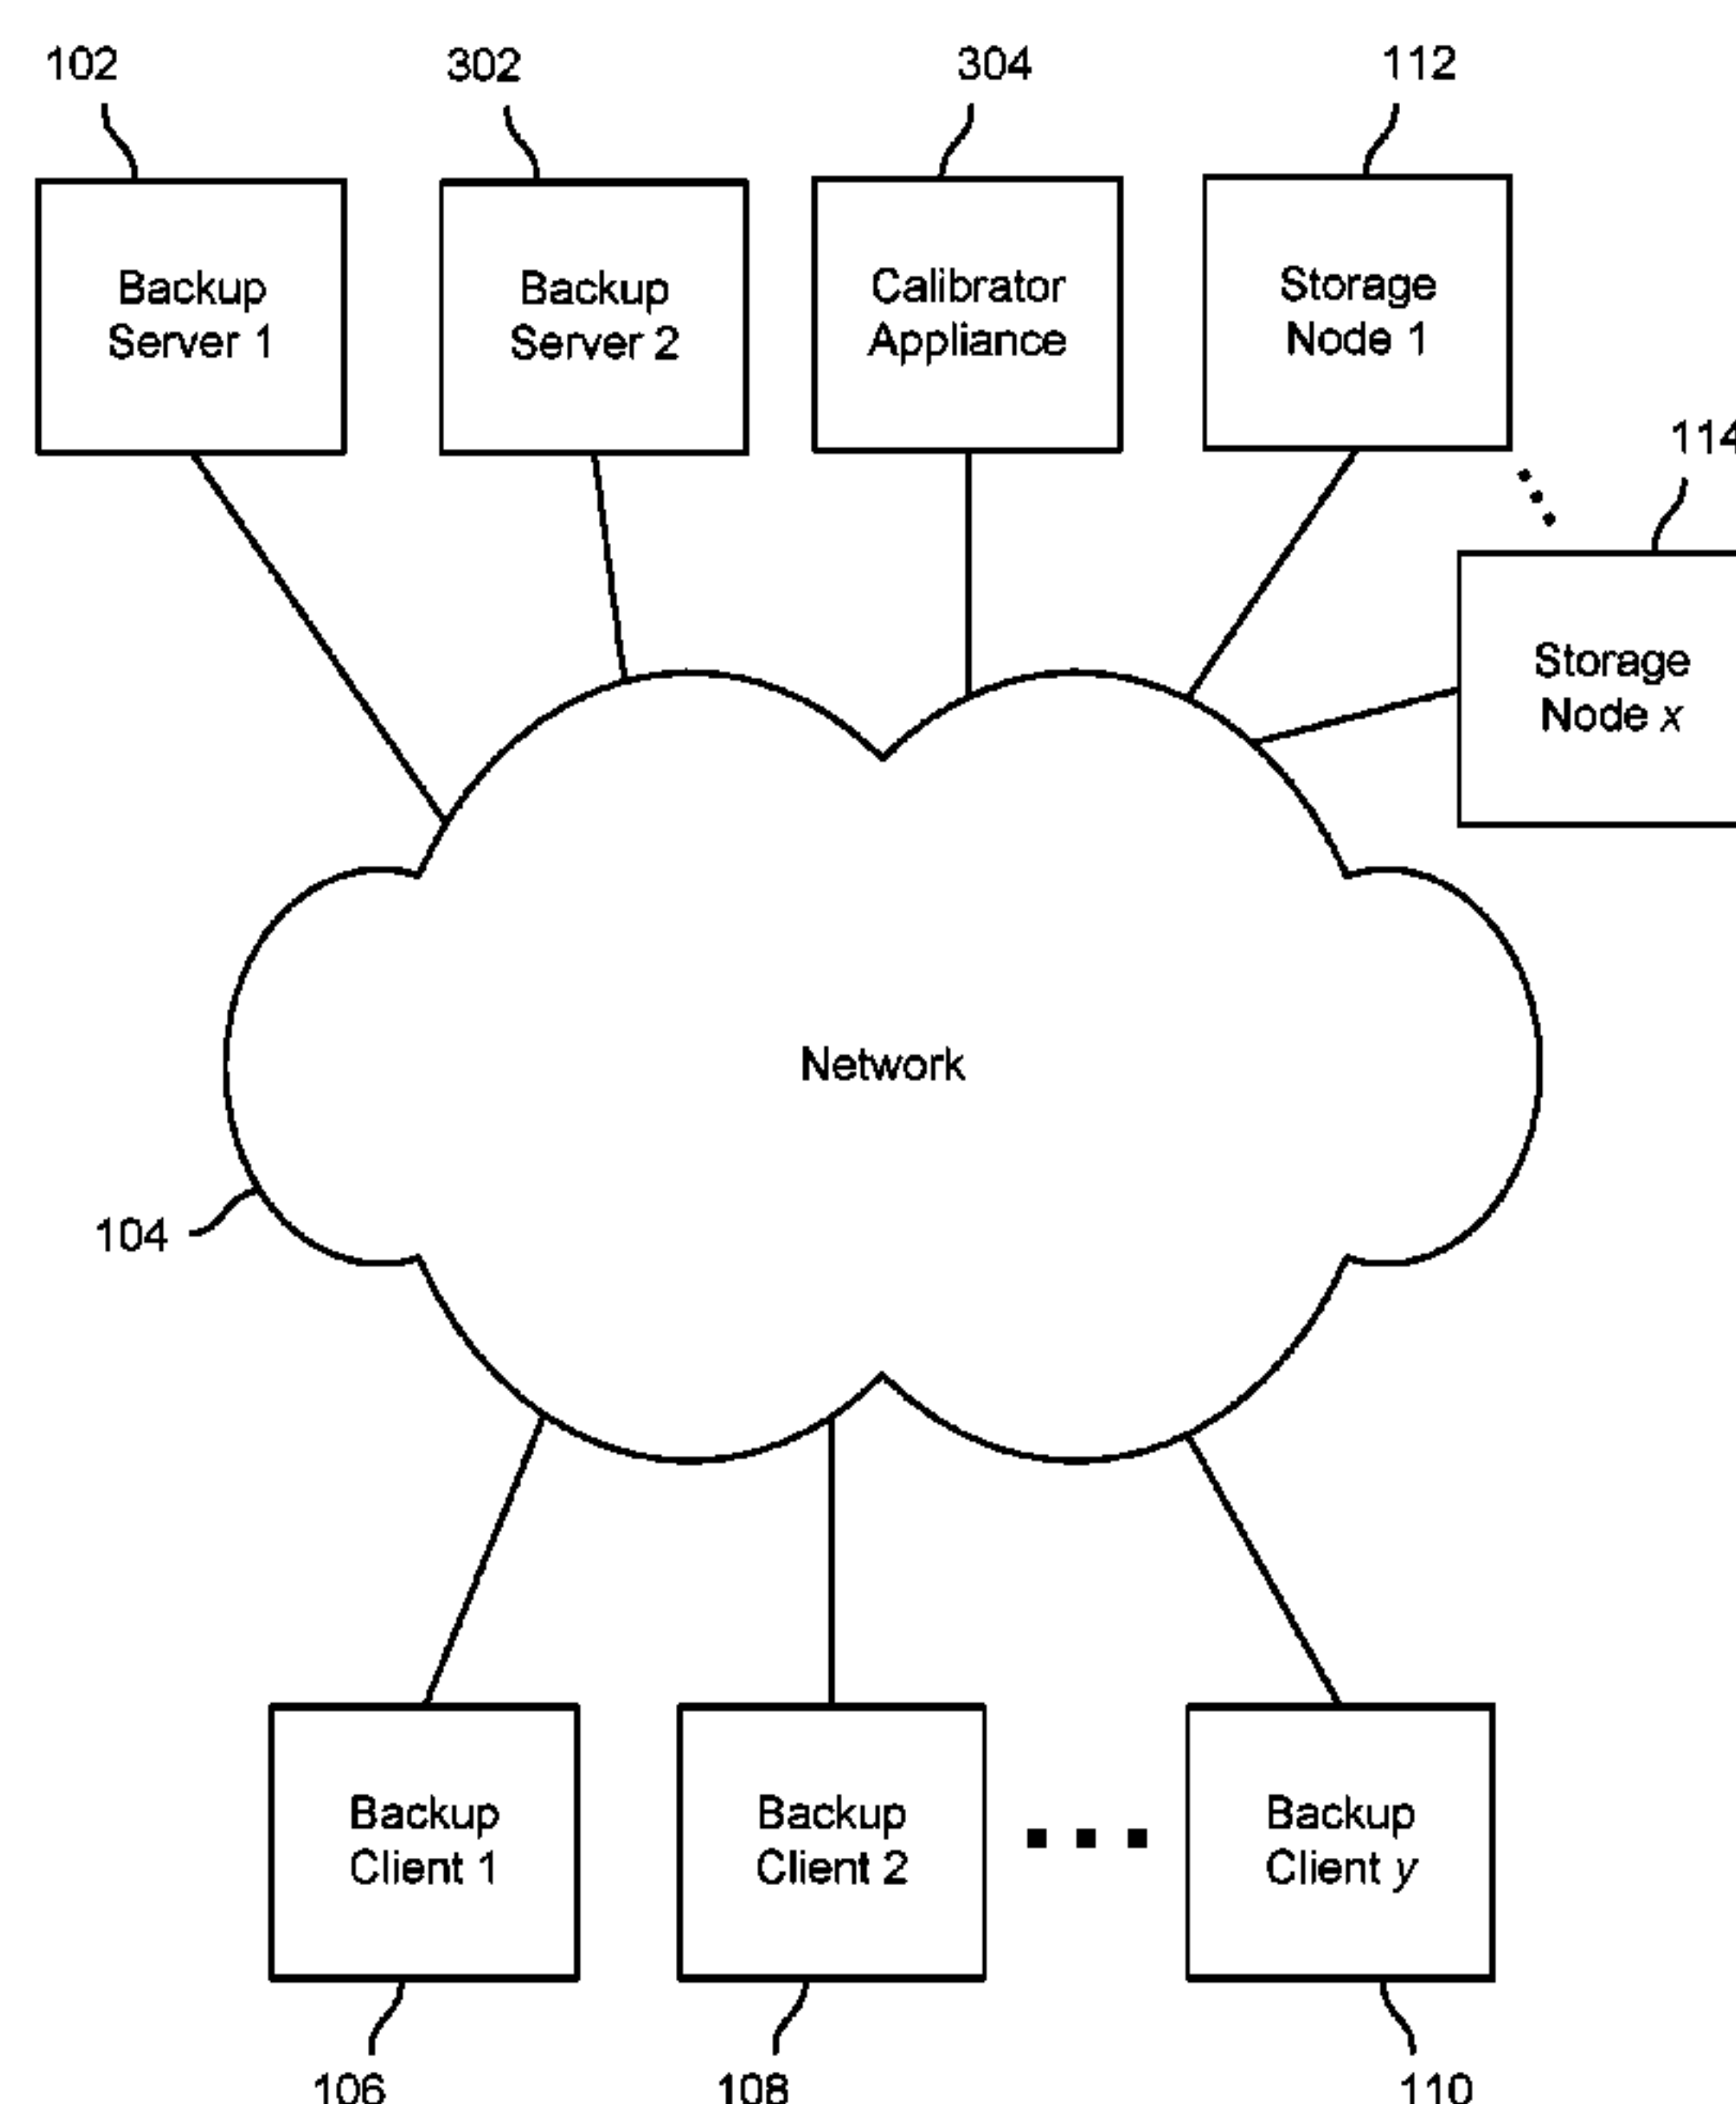 102
302
304
112
Backup
Server 1
Backup
Server 2
Calibrator
Appliance
Storage
Node 1
114
Storage
Node x
Network
104
Backup
Client 1
Backup
Client 2
Backup
Client y
106
108
110